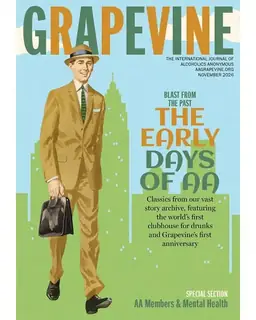 GRAPEVINE
THE INTERNATIONAL JOURNAL OF
ALCOHOLICS ANONYMOUS
AAGRAPEVINE.ORG
NOVEMBER 2024
BLAST FROM
THE PAST
THE
EARLY
DAYS
OF AA
Classics from our vast
story archive, featuring
the world's first
clubhouse for drunks
and Grapevine's first
anniversary
SPECIAL SECTION
AA Members & Mental Health